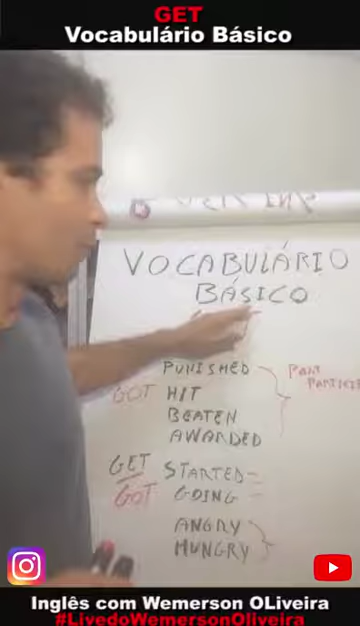 GET
Vocabulário Básico
VOCABULÁRIO
BÁSICO
PUNISHED
PAST
GOT HIT
BEATEN
AWARDED
GET STARTED
GOT GOING
ANGRY
HUNGRY
Inglês com Wemerson OLiveira
#LivedoWemersonOliveira